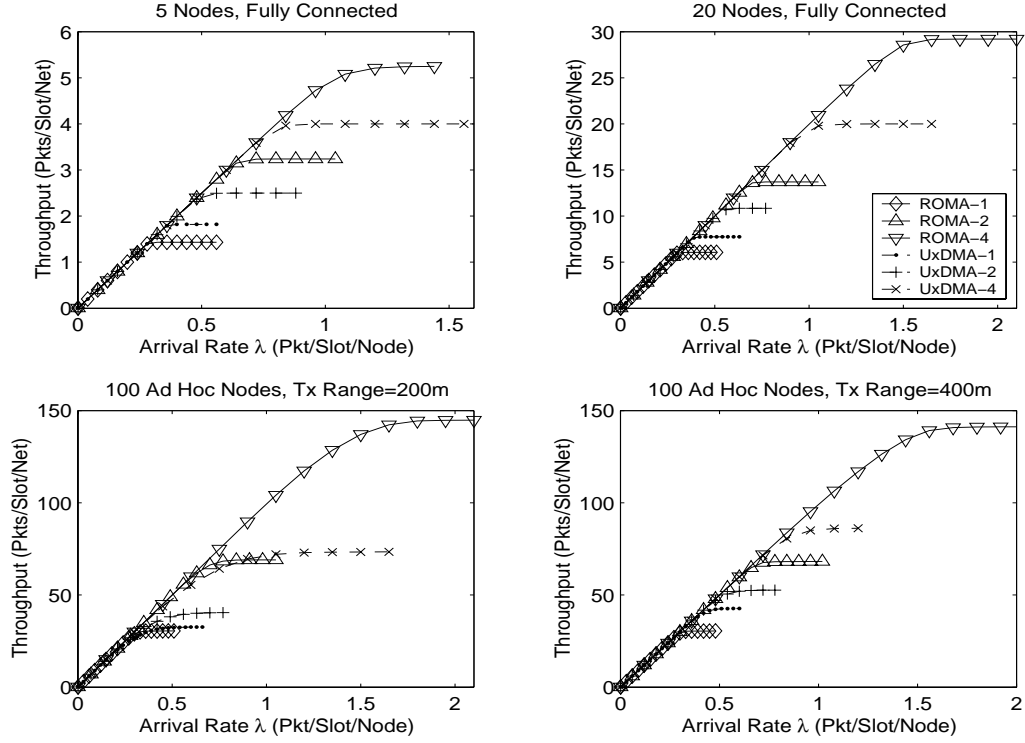 5 Nodes, Fully Connected
6
5
4
3
2
1
0
0
0.5
1
1.5
Throughput (Pkts/Slot/Net)
Arrival Rate λ (Pkt/Slot/Node)
20 Nodes, Fully Connected
30
25
20
15
10
5
0
0
0.5
1
1.5
2
Throughput (Pkts/Slot/Net)
Arrival Rate λ (Pkt/Slot/Node)
ROMA−1
ROMA−2
ROMA−4
UxDMA−1
UxDMA−2
UxDMA−4
100 Ad Hoc Nodes, Tx Range=200m
150
100
50
0
0
0.5
1
1.5
2
Throughput (Pkts/Slot/Net)
Arrival Rate λ (Pkt/Slot/Node)
100 Ad Hoc Nodes, Tx Range=400m
150
100
50
0
0
0.5
1
1.5
2
Throughput (Pkts/Slot/Net)
Arrival Rate λ (Pkt/Slot/Node)